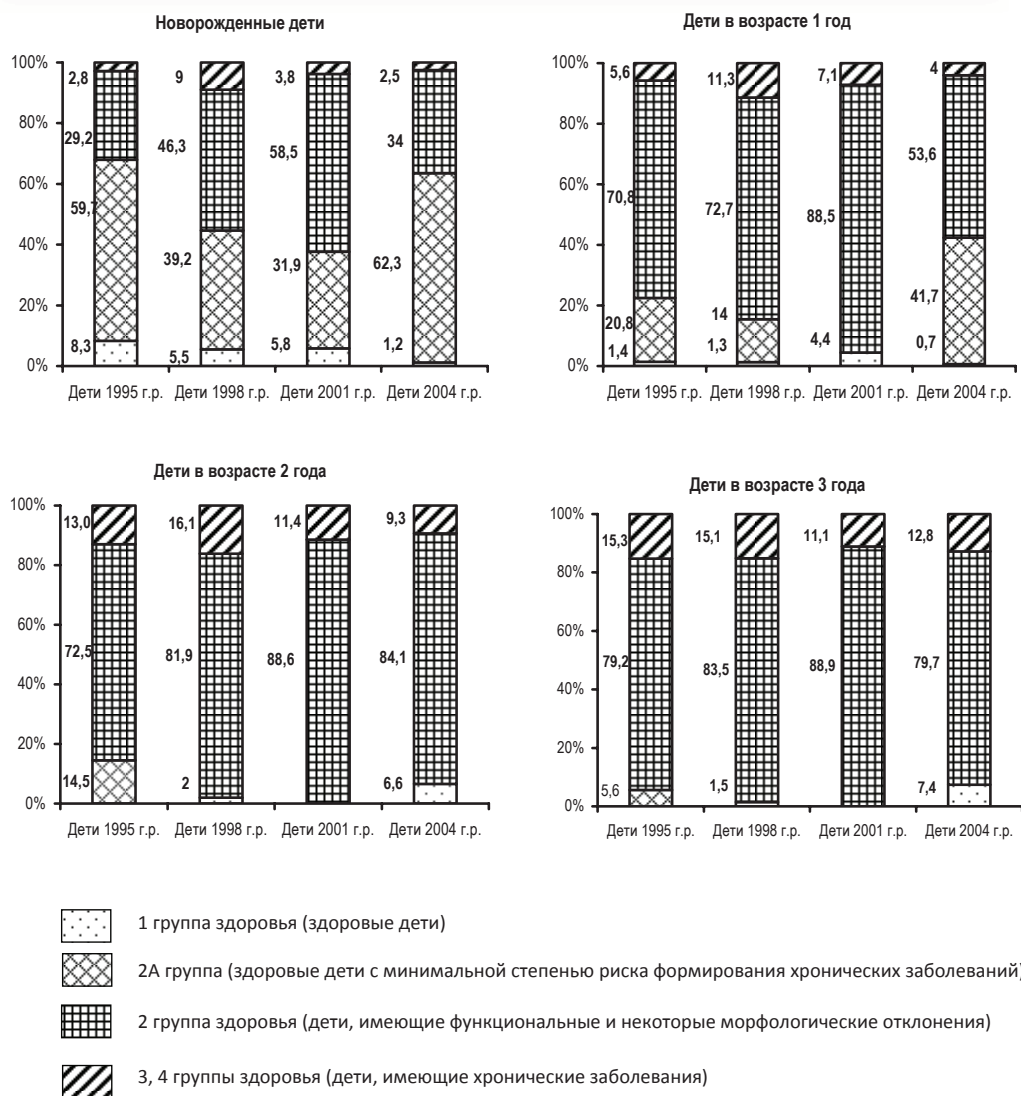 Новорожденные дети
100%
80%
60%
40%
20%
0%
2,8 9 3,8 2,5
29,2 46,3 58,5 34
59,7 39,2 31,9 62,3
8,3 5,5 5,8 1,2
Дети 1995 г.р. Дети 1998 г.р. Дети 2001 г.р. Дети 2004 г.р.
Дети в возрасте 1 год
100%
80%
60%
40%
20%
0%
5,6 11,3 7,1 4
70,8 72,7 88,5 53,6
20,8 14 41,7
1,4 1,3 4,4 0,7
Дети 1995 г.р. Дети 1998 г.р. Дети 2001 г.р. Дети 2004 г.р.
Дети в возрасте 2 года
100%
80%
60%
40%
20%
0%
13,0 16,1 11,4 9,3
72,5 81,9 88,6 84,1
14,5 2 6,6
Дети 1995 г.р. Дети 1998 г.р. Дети 2001 г.р. Дети 2004 г.р.
Дети в возрасте 3 года
100%
80%
60%
40%
20%
0%
15,3 15,1 11,1 12,8
79,2 83,5 88,9 79,7
5,6 1,5 7,4
Дети 1995 г.р. Дети 1998 г.р. Дети 2001 г.р. Дети 2004 г.р.
1 группа здоровья (здоровые дети)
2А группа (здоровые дети с минимальной степенью риска формирования хронических заболеваний)
2 группа здоровья (дети, имеющие функциональные и некоторые морфологические отклонения)
3, 4 группы здоровья (дети, имеющие хронические заболевания)